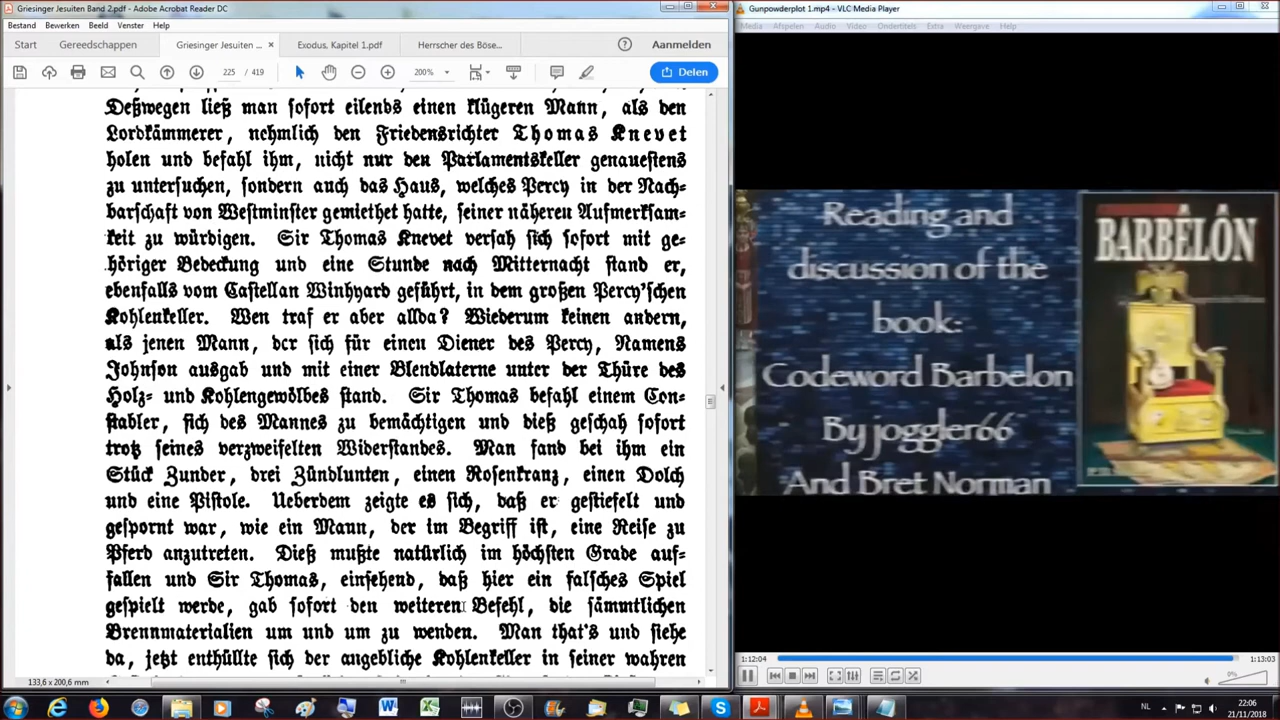 Griesinger Jesuiten Band 2.pdf - Adobe Acrobat Reader DC
Bestand Bewerken Beeld Venster Help
Start Gereedschappen Griesinger Jesuiten ... × Exodus, Kapitel 1.pdf Herrscher des Böse... Aanmelden
225 / 419 200% Delen
Deßwegen ließ man sofort eilends einen klügeren Mann, als den
Lordkämmerer, nehmlich den Friedensrichter Thomas Knevet
holen und befahl ihm, nicht nur den Parlamentskeller genauestens
zu untersuchen, sondern auch das Haus, welches Percy in der Nach-
barschaft von Westminster gemiethet hatte, seiner näheren Aufmerksam-
keit zu würdigen. Sir Thomas Knevet versah sich sofort mit ge-
höriger Bedeckung und eine Stunde nach Mitternacht stand er,
ebenfalls vom Castellan Winhyard geführt, in dem großen Percy'schen
Kohlenkeller. Wen traf er aber allda? Wiederum keinen andern,
als jenen Mann, der sich für einen Diener des Percy, Namens
Johnson ausgab und mit einer Blendlaterne unter der Thüre des
Holz- und Kohlengewölbes stand. Sir Thomas befahl einem Con-
stabler, sich des Mannes zu bemächtigen und dieß geschah sofort
trotz seines verzweifelten Widerstandes. Man fand bei ihm ein
Stück Zunder, drei Zündlunten, einen Rosenkranz, einen Dolch
und eine Pistole. Ueberdem zeigte es sich, daß er gestiefelt und
gespornt war, wie ein Mann, der im Begriff ist, eine Reise zu
Pferd anzutreten. Dieß mußte natürlich im höchsten Grade auf-
fallen und Sir Thomas, einsehend, daß hier ein falsches Spiel
gespielt werde, gab sofort den weiteren Befehl, die sämmtlichen
Brennmaterialien um und um zu wenden. Man that's und siehe
da, jetzt enthüllte sich der angebliche Kohlenkeller in seiner wahren
133,6 x 200,6 mm
Gunpowderplot 1.mp4 - VLC Media Player
Media Afspelen Audio Video Ondertitels Extra Weergave Help
Reading and
discussion of the
book:
Codeword Barbelon
By joggler66
And Bret Norman
BARBÊLÔN
1:12:04 1:13:03
0%
NL 22:06
21/11/2018